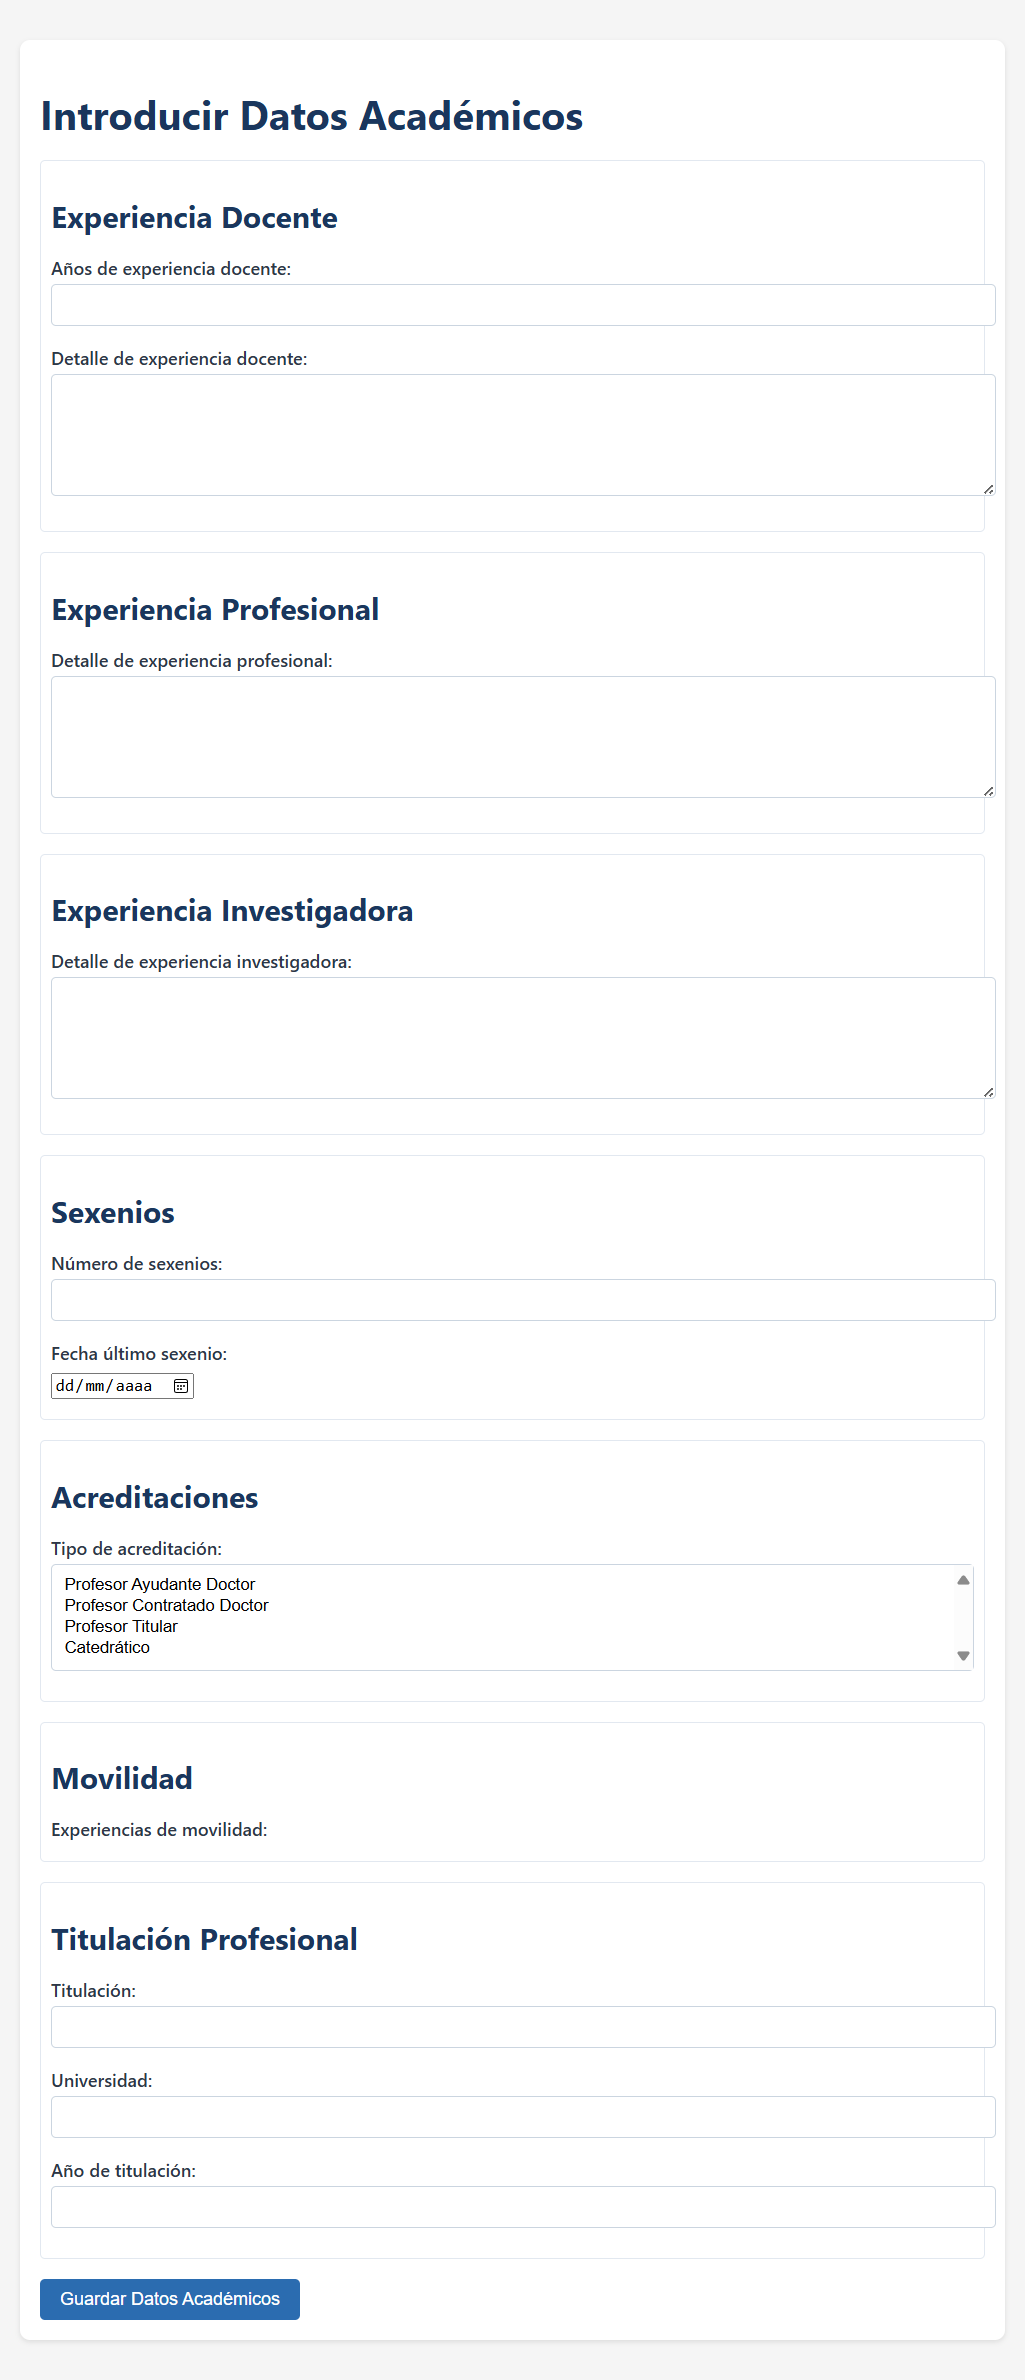 Introducir Datos Académicos
Experiencia Docente
Años de experiencia docente:
Detalle de experiencia docente:
Experiencia Profesional
Detalle de experiencia profesional:
Experiencia Investigadora
Detalle de experiencia investigadora:
Sexenios
Número de sexenios:
Fecha último sexenio:
dd/mm/aaaa
Acreditaciones
Tipo de acreditación:
Profesor Ayudante Doctor
Profesor Contratado Doctor
Profesor Titular
Catedrático
Movilidad
Experiencias de movilidad:
Titulación Profesional
Titulación:
Universidad:
Año de titulación:
Guardar Datos Académicos